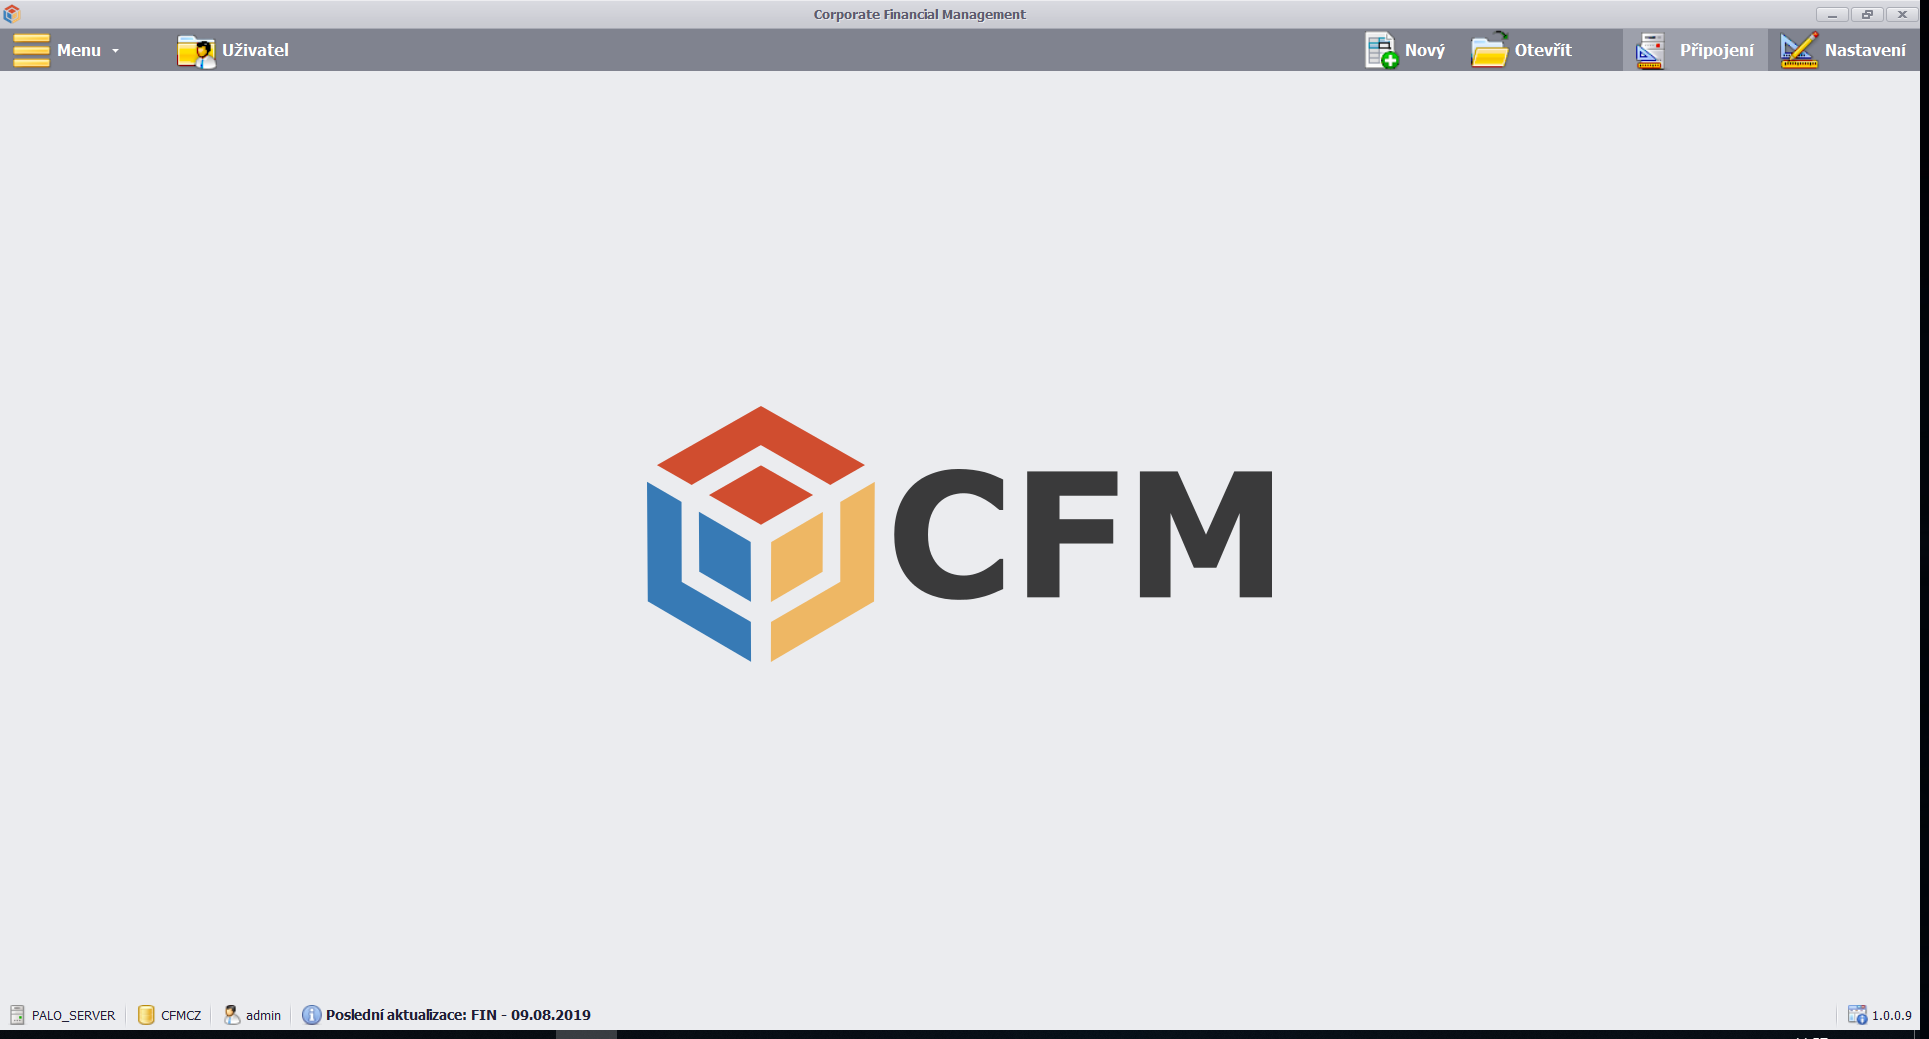 Corporate Financial Management
Menu Uživatel Nový Otevřít Připojení Nastavení
CFM
PALO_SERVER CFMCZ admin Poslední aktualizace: FIN - 09.08.2019 1.0.0.9